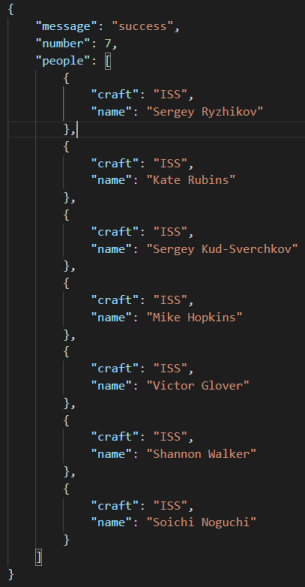 {
    "message": "success",
    "number": 7,
    "people": [
        {
            "craft": "ISS",
            "name": "Sergey Ryzhikov"
        },
        {
            "craft": "ISS",
            "name": "Kate Rubins"
        },
        {
            "craft": "ISS",
            "name": "Sergey Kud-Sverchkov"
        },
        {
            "craft": "ISS",
            "name": "Mike Hopkins"
        },
        {
            "craft": "ISS",
            "name": "Victor Glover"
        },
        {
            "craft": "ISS",
            "name": "Shannon Walker"
        },
        {
            "craft": "ISS",
            "name": "Soichi Noguchi"
        }
    ]
}